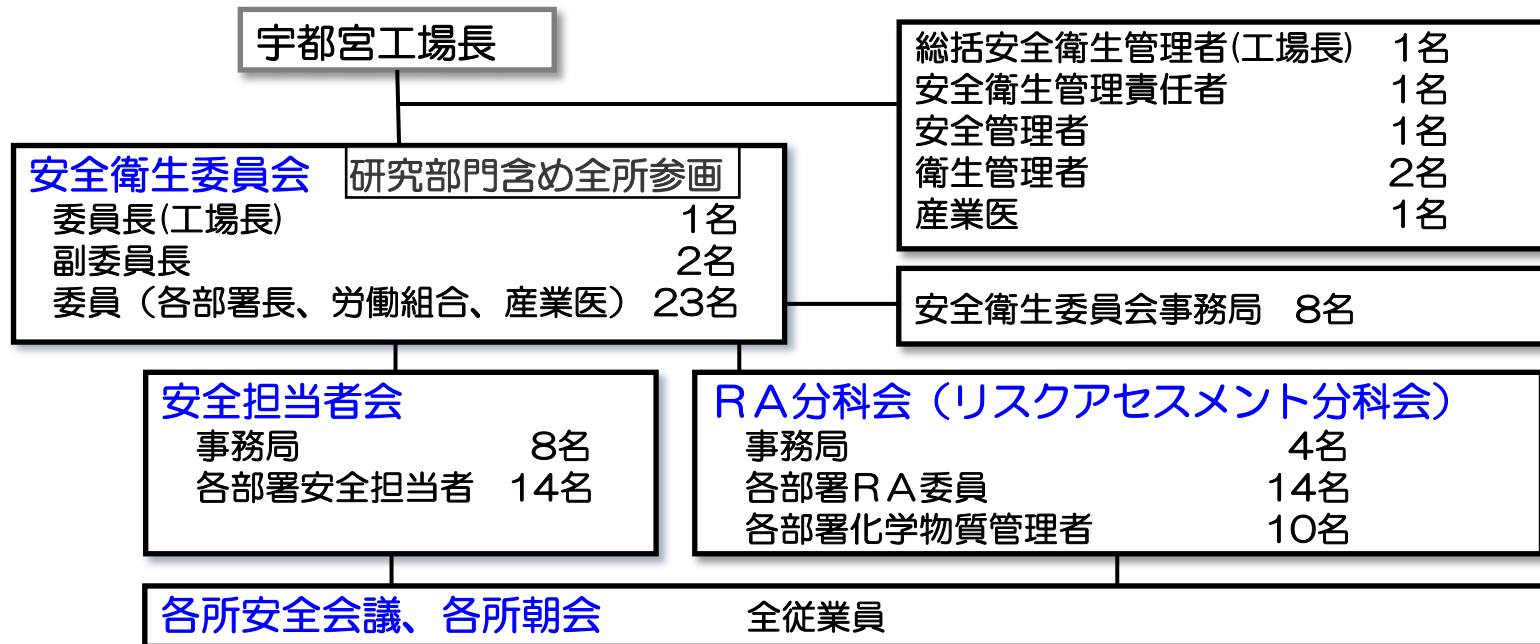 宇都宮工場長
総括安全衛生管理者(工場長) 1名
安全衛生管理責任者 1名
安全管理者 1名
衛生管理者 2名
産業医 1名
安全衛生委員会 研究部門含め全所参画
委員長(工場長) 1名
副委員長 2名
委員（各部署長、労働組合、産業医） 23名
安全衛生委員会事務局 8名
安全担当者会
事務局 8名
各部署安全担当者 14名
ＲＡ分科会（リスクアセスメント分科会）
事務局 4名
各部署ＲＡ委員 14名
各部署化学物質管理者 10名
各所安全会議、各所朝会 全従業員